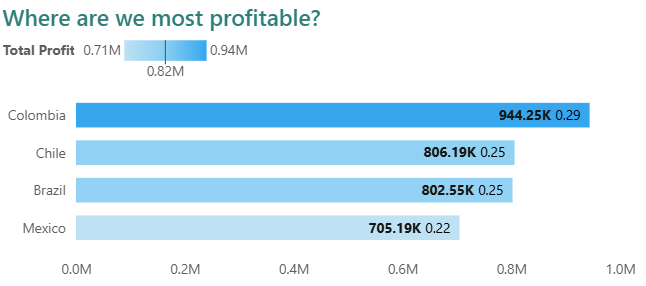 Where are we most profitable?
Total Profit 0.71M 0.94M
0.82M
Colombia 944.25K 0.29
Chile 806.19K 0.25
Brazil 802.55K 0.25
Mexico 705.19K 0.22
0.0M 0.2M 0.4M 0.6M 0.8M 1.0M